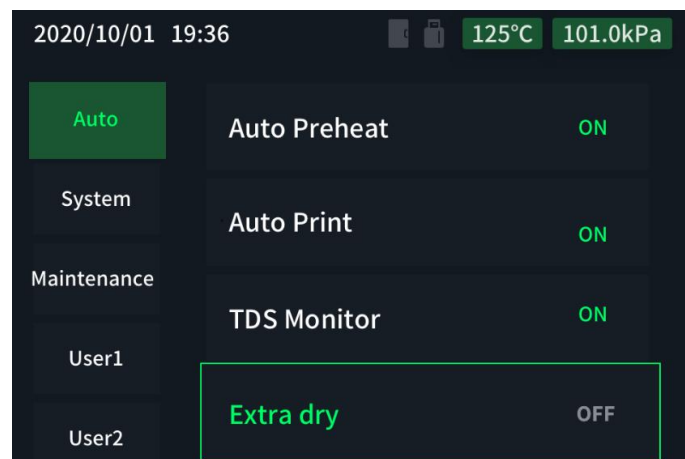 2020/10/01 19:36 125°C 101.0kPa
Auto
System
Maintenance
User1
User2
Auto Preheat ON
Auto Print ON
TDS Monitor ON
Extra dry OFF